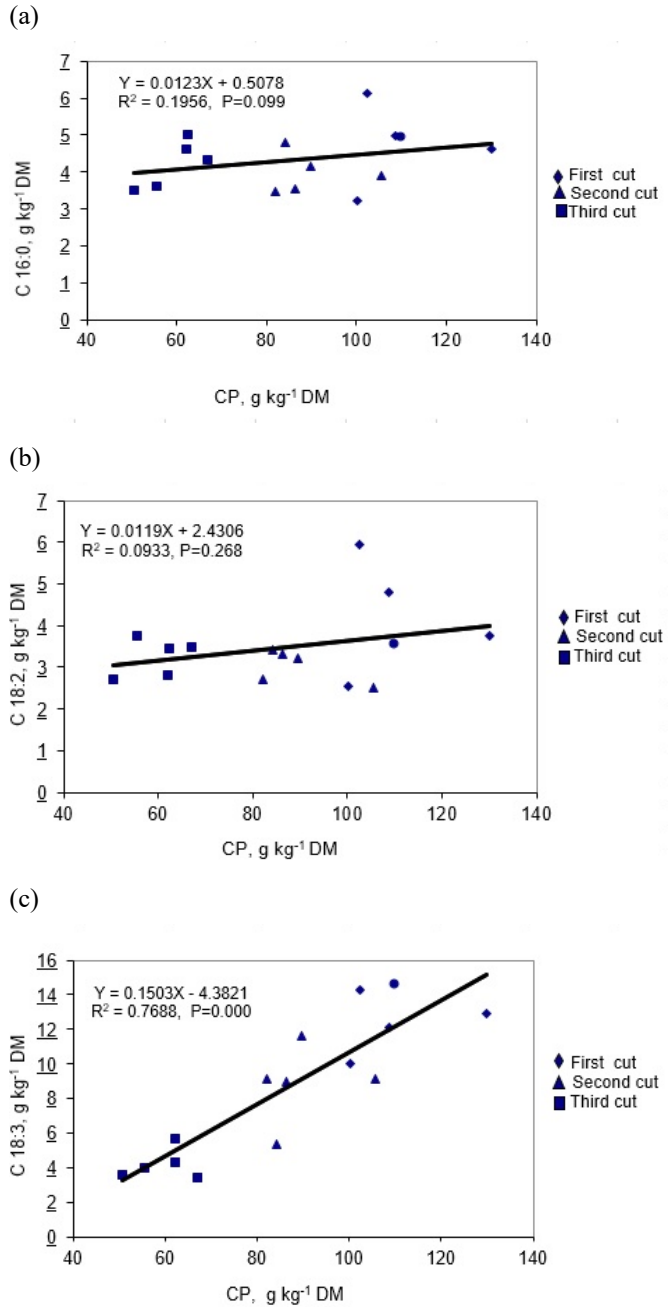 (a)
7
6
5
4
3
2
1
0
Y = 0.0123X + 0.5078
R² = 0.1956, P=0.099
C 16:0, g kg⁻¹ DM
40 60 80 100 120 140
CP, g kg⁻¹ DM
First cut
Second cut
Third cut
(b)
7
6
5
4
3
2
1
0
Y = 0.0119X + 2.4306
R² = 0.0933, P=0.268
C 18:2, g kg⁻¹ DM
40 60 80 100 120 140
CP, g kg⁻¹ DM
First cut
Second cut
Third cut
(c)
16
14
12
10
8
6
4
2
0
Y = 0.1503X - 4.3821
R² = 0.7688, P=0.000
C 18:3, g kg⁻¹ DM
40 60 80 100 120 140
CP, g kg⁻¹ DM
First cut
Second cut
Third cut